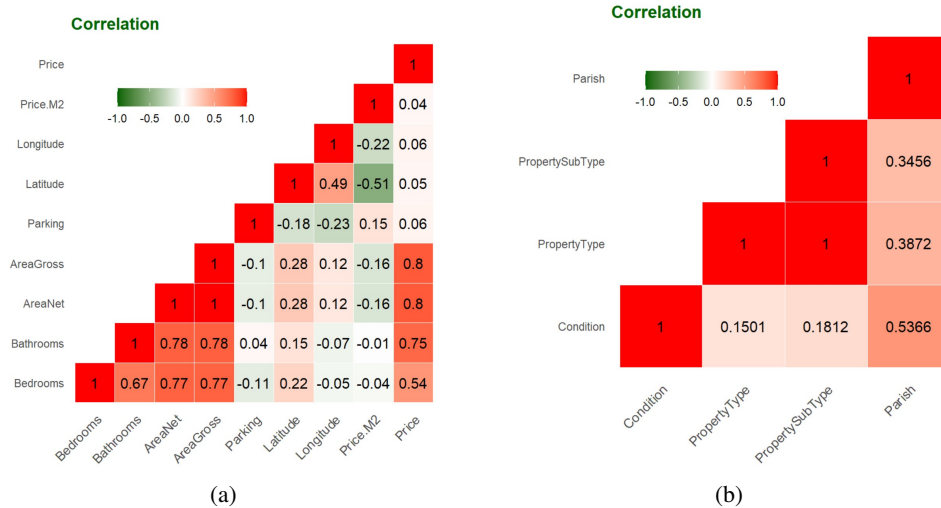 Correlation
Price 1
-1.0 -0.5 0.0 0.5 1.0
Price.M2 1 0.04
Longitude 1 -0.22 0.06
Latitude 1 0.49 -0.51 0.05
Parking 1 -0.18 -0.23 0.15 0.06
AreaGross 1 -0.1 0.28 0.12 -0.16 0.8
AreaNet 1 1 -0.1 0.28 0.12 -0.16 0.8
Bathrooms 1 0.78 0.78 0.04 0.15 -0.07 -0.01 0.75
Bedrooms 1 0.67 0.77 0.77 -0.11 0.22 -0.05 -0.04 0.54
Bedrooms Bathrooms AreaNet AreaGross Parking Latitude Longitude Price.M2 Price
(a)
Correlation
Parish 1
-1.0 -0.5 0.0 0.5 1.0
PropertySubType 1 0.3456
PropertyType 1 1 0.3872
Condition 1 0.1501 0.1812 0.5366
Condition PropertyType PropertySubType Parish
(b)